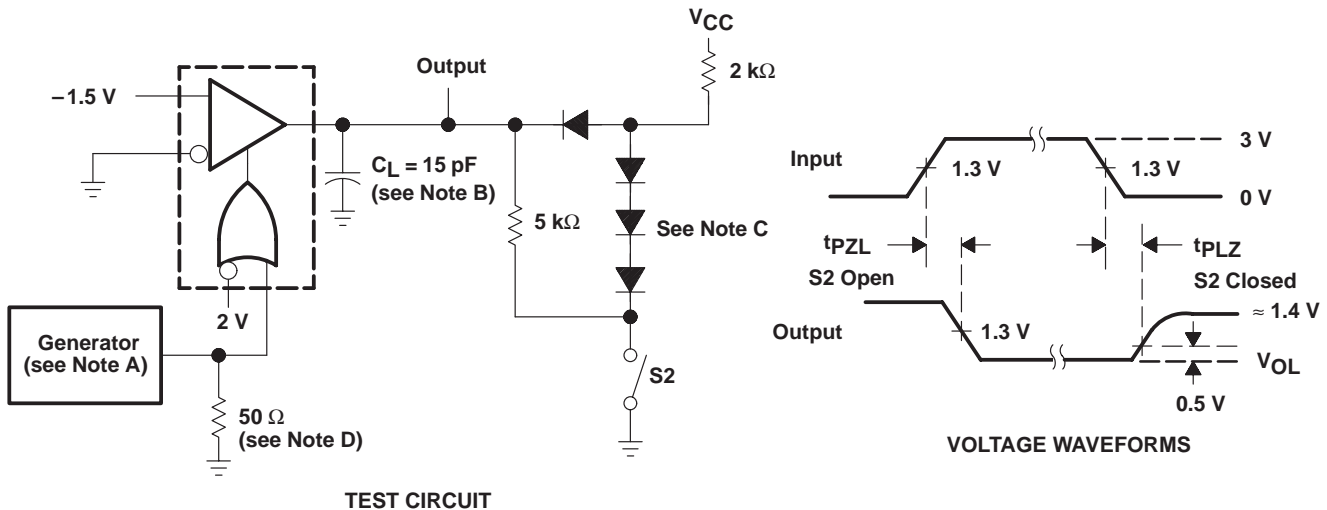 VCC
2 kΩ
Output
−1.5 V
CL = 15 pF
(see Note B)
5 kΩ
See Note C
2 V
Generator
(see Note A)
50 Ω
(see Note D)
S2
TEST CIRCUIT
Input
3 V
1.3 V
1.3 V
0 V
tPZL
tPLZ
S2 Open
S2 Closed
≈ 1.4 V
Output
1.3 V
VOL
0.5 V
VOLTAGE WAVEFORMS